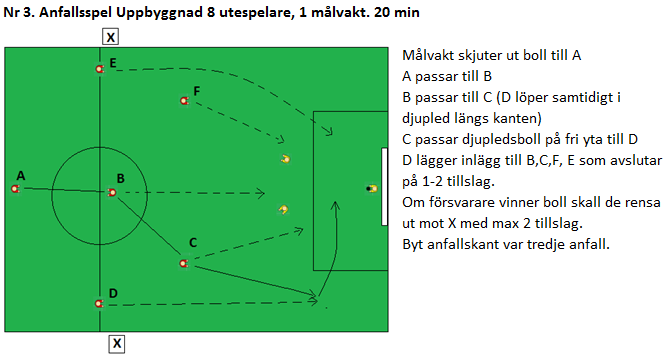 Nr 3. Anfallsspel Uppbyggnad 8 utespelare, 1 målvakt. 20 min
X
E
F
A
B
C
D
X
Målvakt skjuter ut boll till A
A passar till B
B passar till C (D löper samtidigt i
djupled längs kanten)
C passar djupledsboll på fri yta till D
D lägger inlägg till B,C,F, E som avslutar
på 1-2 tillslag.
Om försvarare vinner boll skall de rensa
ut mot X med max 2 tillslag.
Byt anfallskant var tredje anfall.